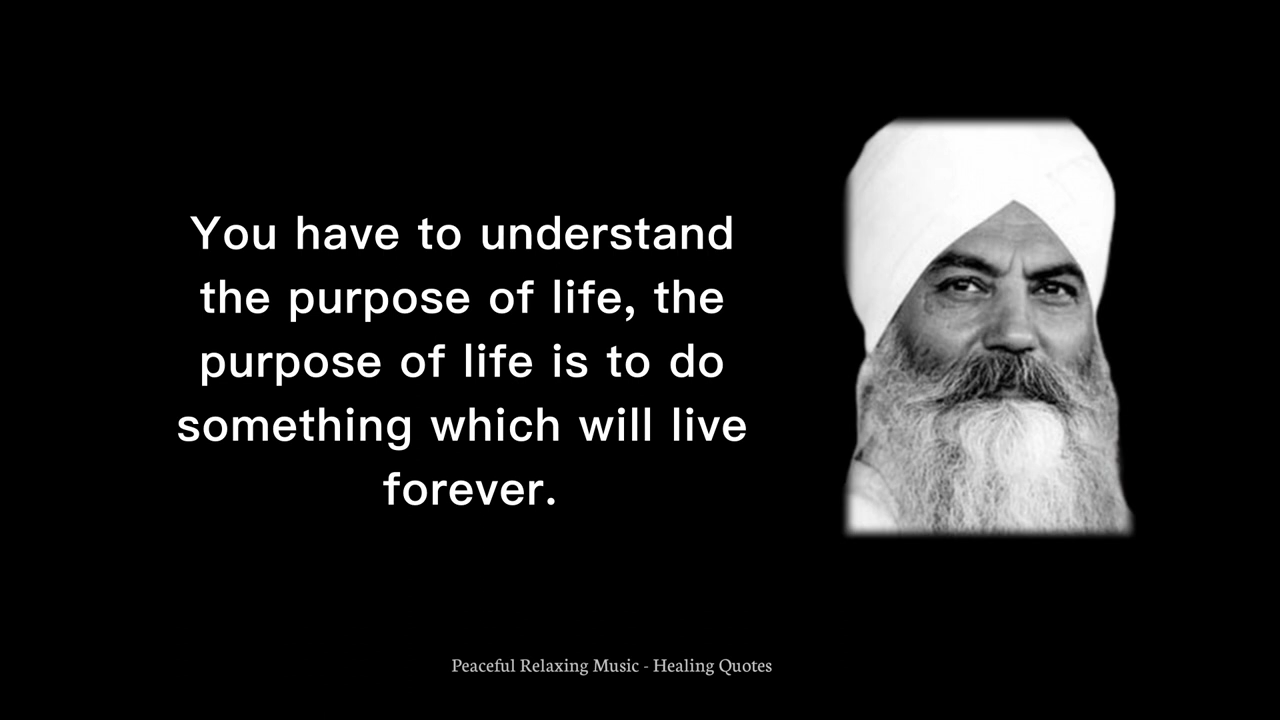 You have to understand
the purpose of life, the
purpose of life is to do
something which will live
forever.
Peaceful Relaxing Music - Healing Quotes